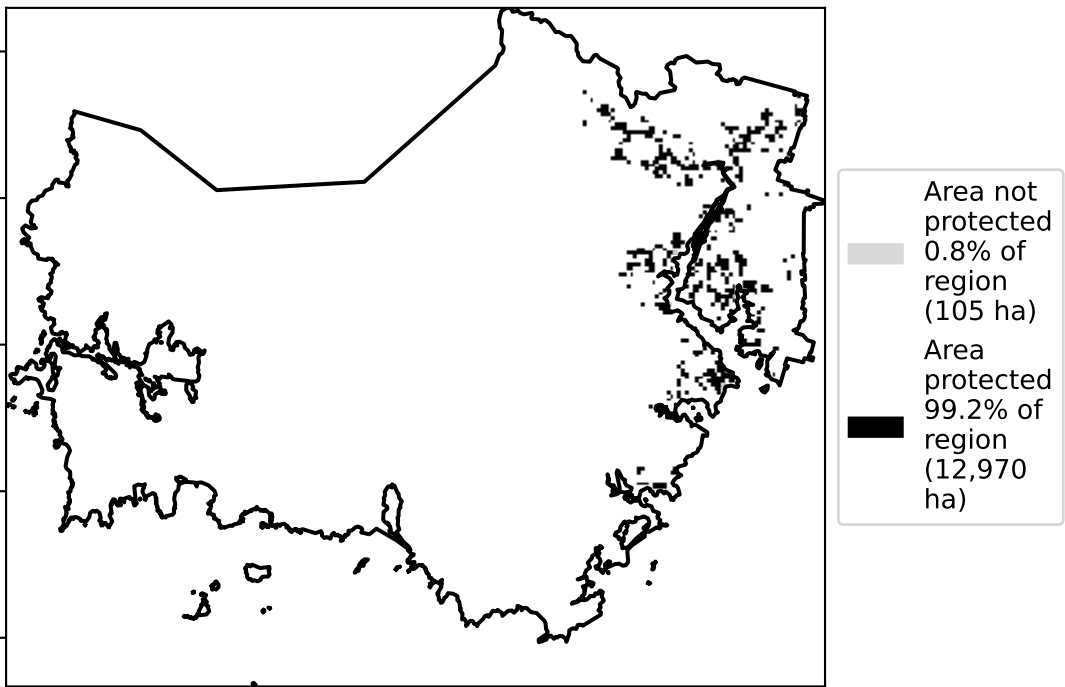 Area not
protected
0.8% of
region
(105 ha)
Area
protected
99.2% of
region
(12,970
ha)